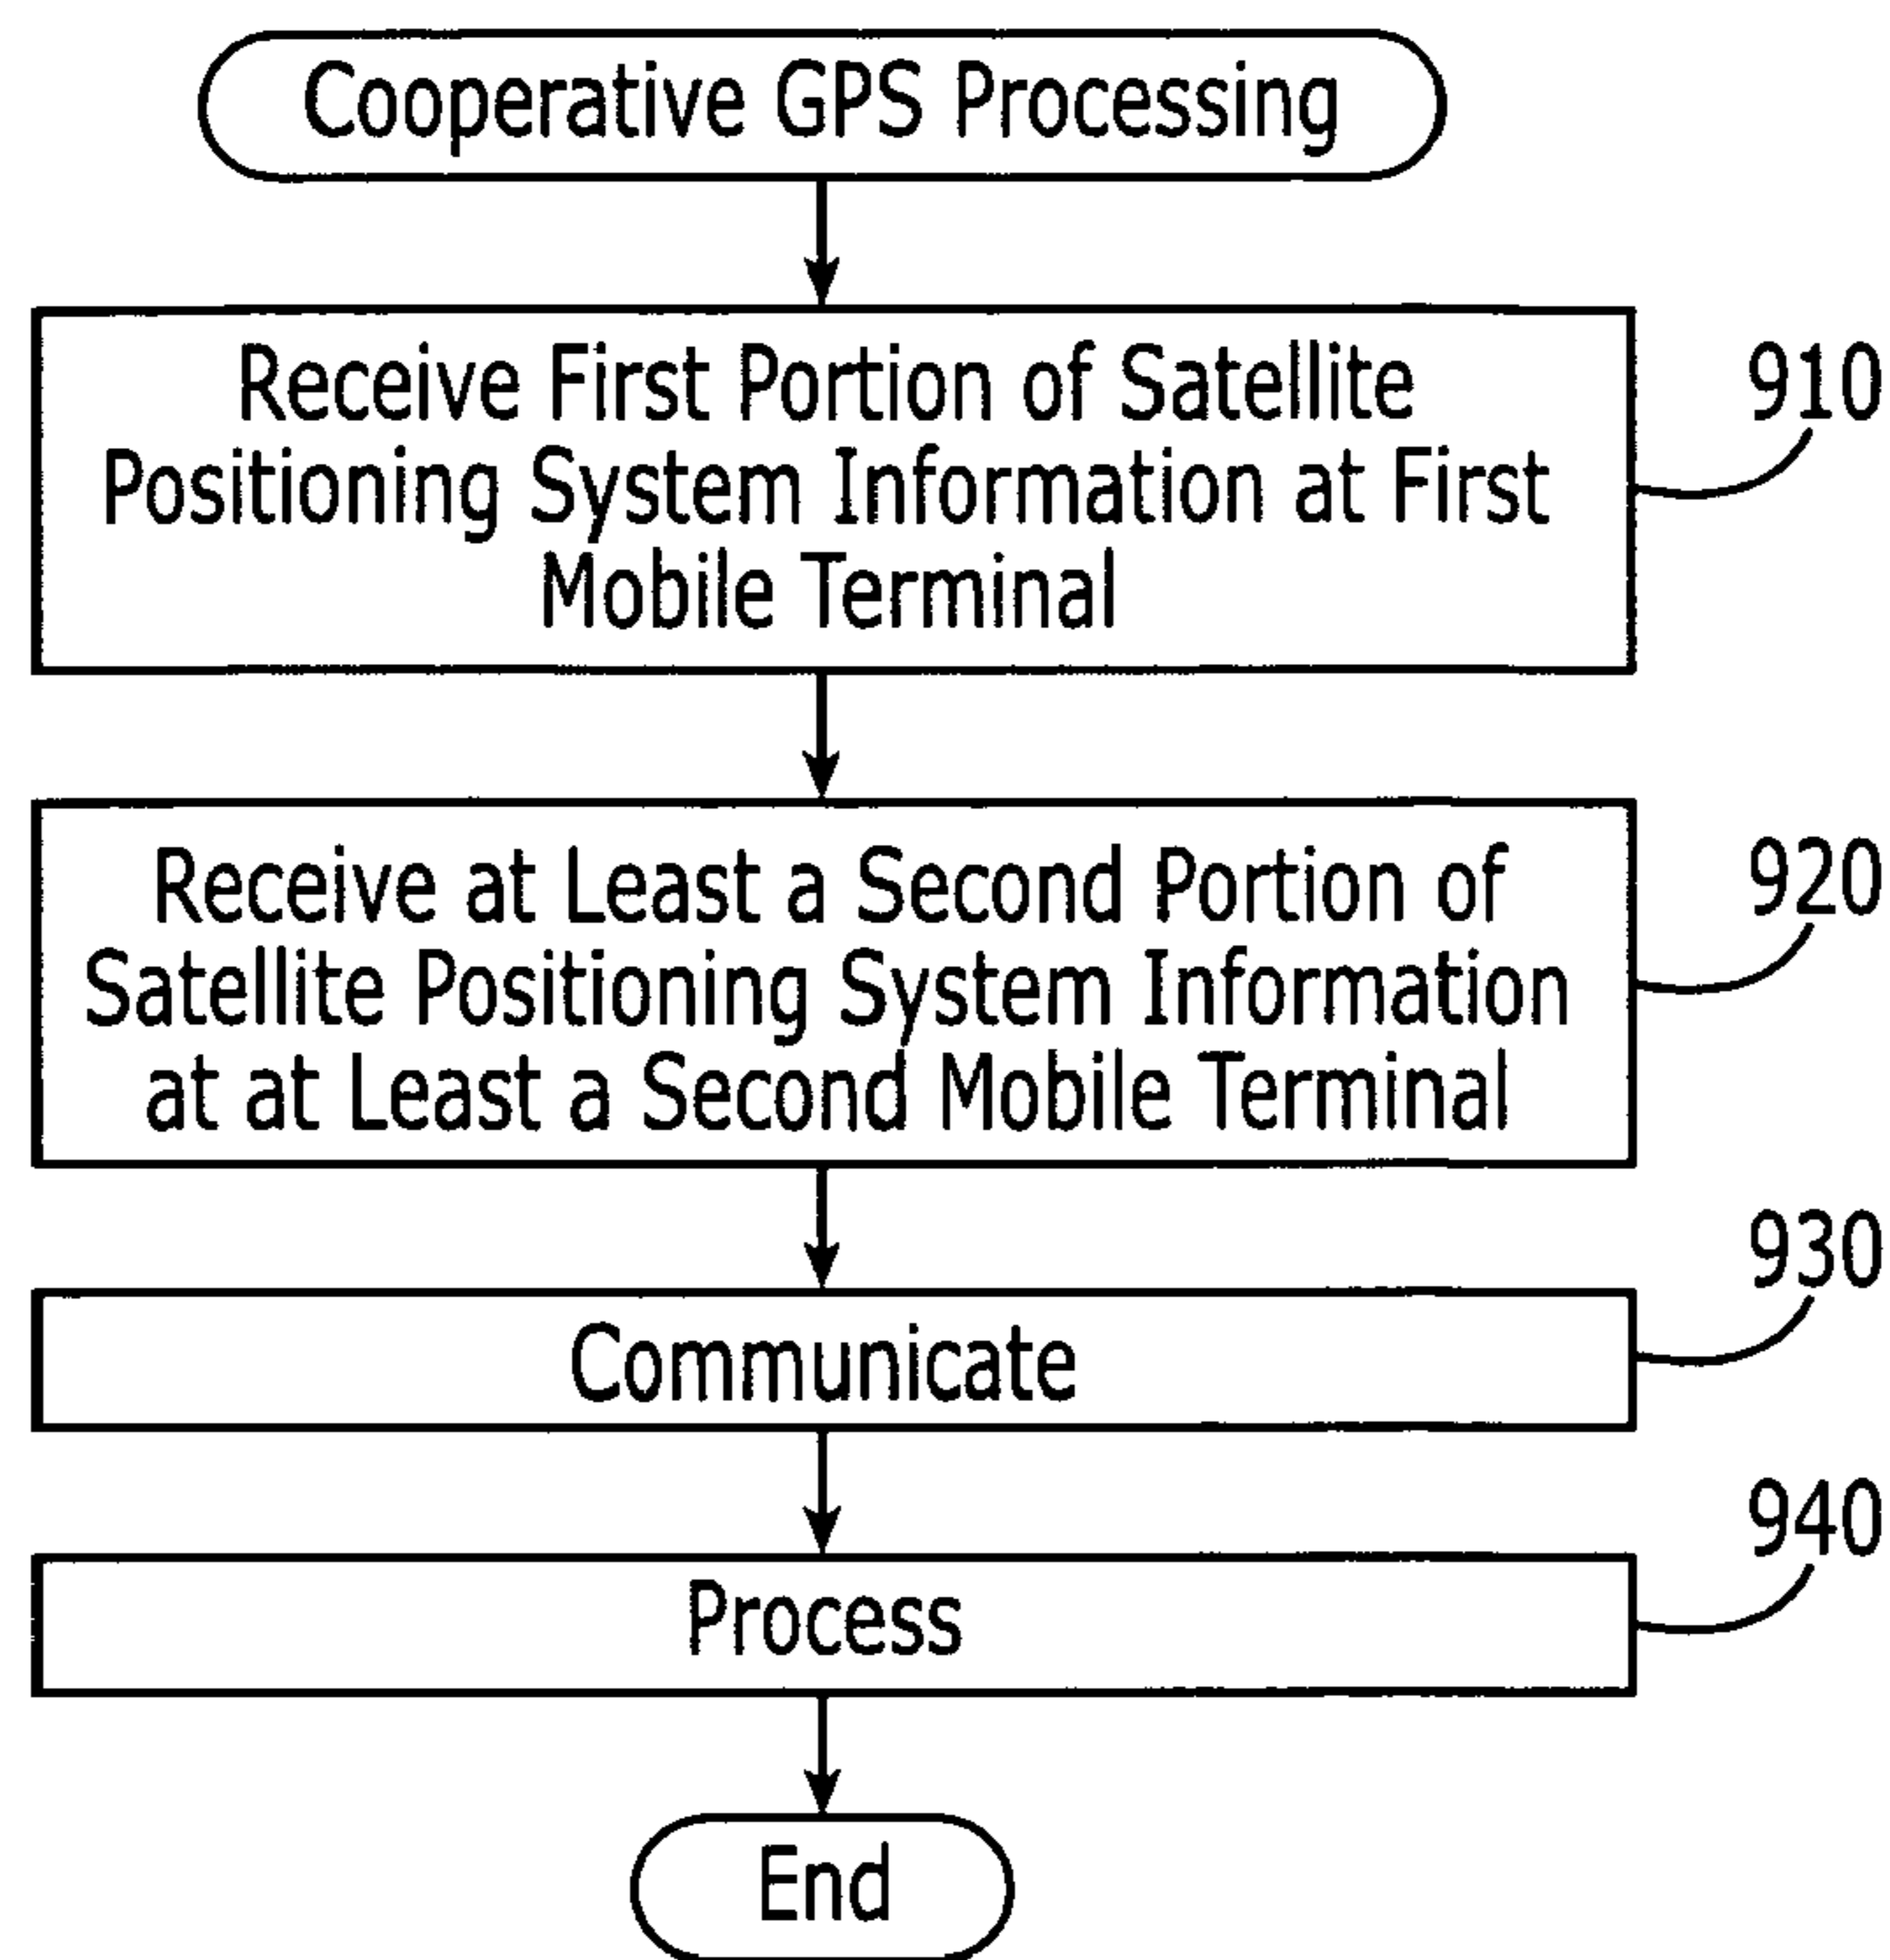 Cooperative GPS Processing
Receive First Portion of Satellite
Positioning System Information at First
Mobile Terminal
910
Receive at Least a Second Portion of
Satellite Positioning System Information
at at Least a Second Mobile Terminal
920
Communicate
930
Process
940
End